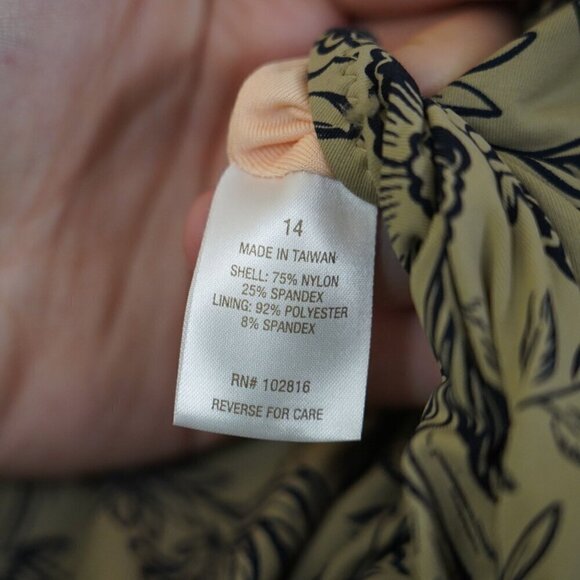 14
MADE IN TAIWAN
SHELL: 75% NYLON
25% SPANDEX
LINING: 92% POLYESTER
8% SPANDEX
RN# 102816
REVERSE FOR CARE